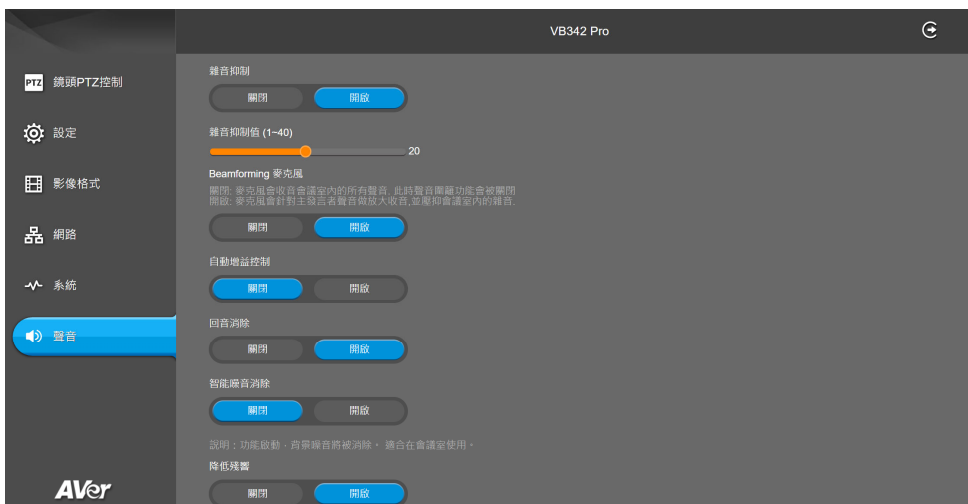 VB342 Pro
PTZ 鏡頭PTZ控制
設定
影像格式
網路
系統
聲音
AVer
雜音抑制
關閉 開啟
雜音抑制值 (1~40)
20
Beamforming 麥克風
關閉: 麥克風會收音會議室內的所有聲音. 此時聲音圍籬功能會被關閉
開啟: 麥克風會針對主發言者聲音做放大收音,並壓抑會議室內的雜音.
關閉 開啟
自動增益控制
關閉 開啟
回音消除
關閉 開啟
智能噪音消除
關閉 開啟
說明：功能啟動，背景噪音將被消除。 適合在會議室使用。
降低殘響
關閉 開啟